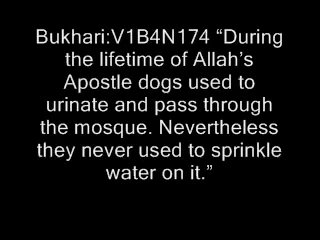 Bukhari:V1B4N174 “During
the lifetime of Allah’s
Apostle dogs used to
urinate and pass through
the mosque. Nevertheless
they never used to sprinkle
water on it.”